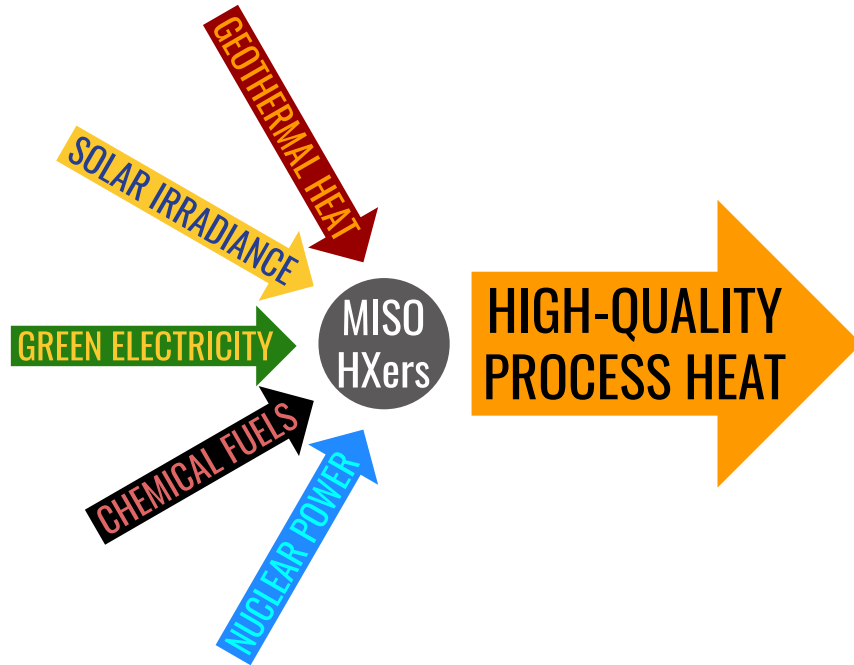 GEOTHERMAL HEAT
SOLAR IRRADIANCE
GREEN ELECTRICITY
CHEMICAL FUELS
NUCLEAR POWER
MISO
HXers
HIGH-QUALITY
PROCESS HEAT